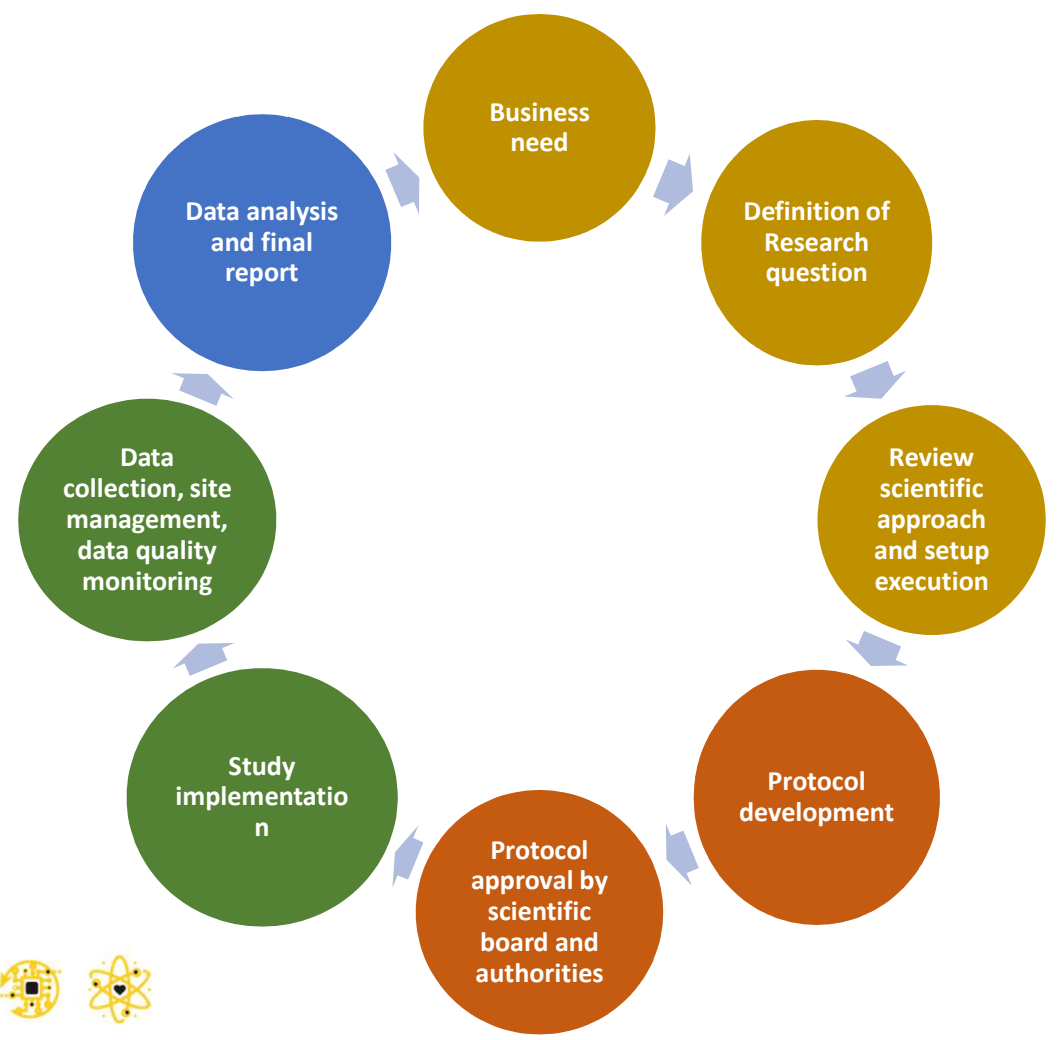 Business
need
Definition of
Research
question
Review
scientific
approach
and setup
execution
Protocol
development
Protocol
approval by
scientific
board and
authorities
Study
implementatio
n
Data
collection, site
management,
data quality
monitoring
Data analysis
and final
report